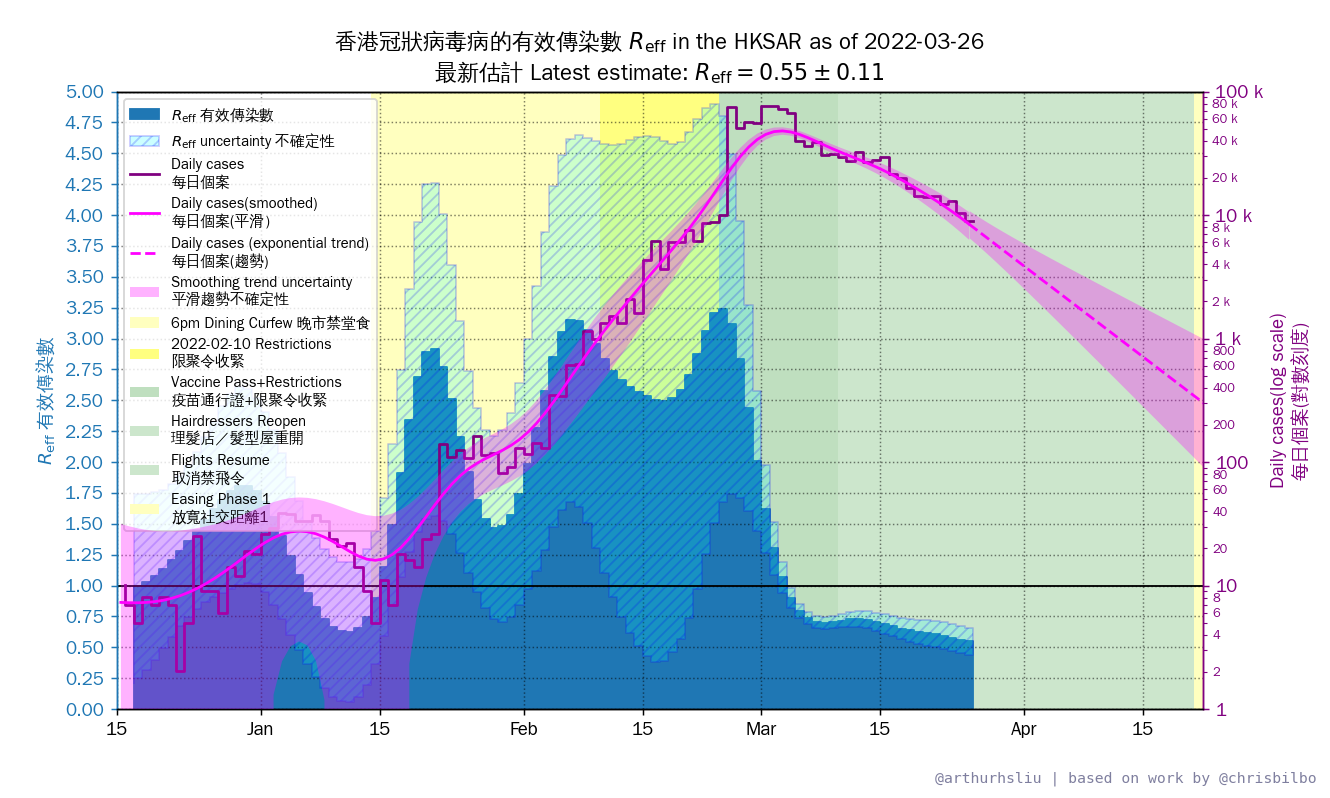 香港冠狀病毒病的有效傳染數 Reff in the HKSAR as of 2022-03-26
最新估計 Latest estimate: Reff = 0.55 ± 0.11
Reff 有效傳染數
Reff uncertainty 不確定性
Daily cases
每日個案
Daily cases(smoothed)
每日個案(平滑)
Daily cases (exponential trend)
每日個案(趨勢)
Smoothing trend uncertainty
平滑趨勢不確定性
6pm Dining Curfew 晚市禁堂食
2022-02-10 Restrictions
限聚令收緊
Vaccine Pass+Restrictions
疫苗通行證+限聚令收緊
Hairdressers Reopen
理髮店／髮型屋重開
Flights Resume
取消禁飛令
Easing Phase 1
放寬社交距離1
Reff 有效傳染數
5.00
4.75
4.50
4.25
4.00
3.75
3.50
3.25
3.00
2.75
2.50
2.25
2.00
1.75
1.50
1.25
1.00
0.75
0.50
0.25
0.00
15
Jan
15
Feb
15
Mar
15
Apr
15
100 k
80 k
60 k
40 k
20 k
10 k
8 k
6 k
4 k
2 k
1 k
800
600
400
200
100
80
60
40
20
10
8
6
4
2
1
Daily cases(log scale)
每日個案(對數刻度)
@arthurhsliu | based on work by @chrisbilbo